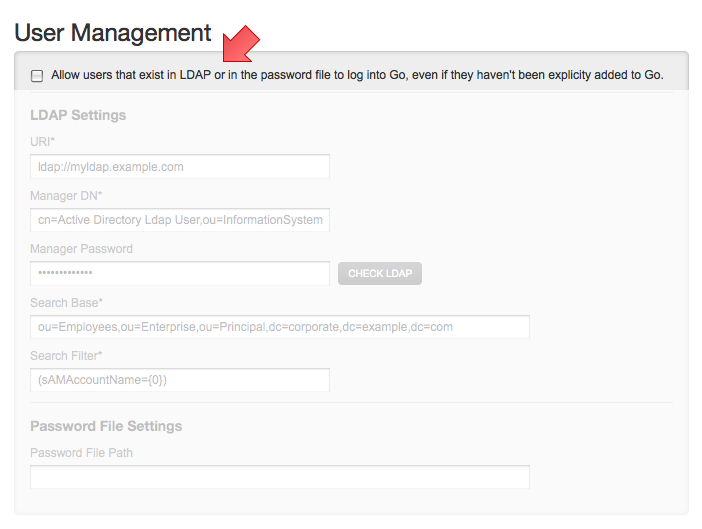 User Management
Allow users that exist in LDAP or in the password file to log into Go, even if they haven't been explicity added to Go.
LDAP Settings
URI*
ldap://myldap.example.com
Manager DN*
cn=Active Directory Ldap User,ou=InformationSystem
Manager Password
•••••••••••••
CHECK LDAP
Search Base*
ou=Employees,ou=Enterprise,ou=Principal,dc=corporate,dc=example,dc=com
Search Filter*
(sAMAccountName={0})
Password File Settings
Password File Path